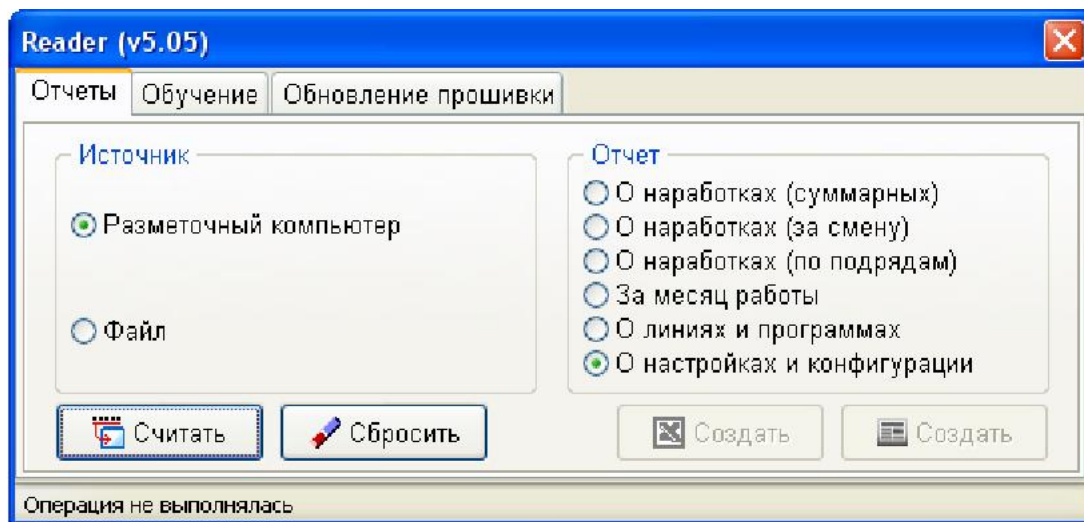 Reader (v5.05)
Отчеты Обучение Обновление прошивки
Источник
Разметочный компьютер
Файл
Отчет
О наработках (суммарных)
О наработках (за смену)
О наработках (по подрядам)
За месяц работы
О линиях и программах
О настройках и конфигурации
Считать Сбросить Создать Создать
Операция не выполнялась